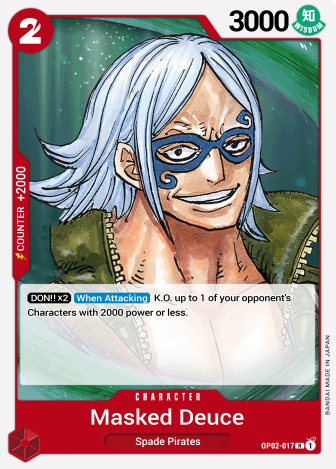 2
3000
知
WISDOM
COUNTER +2000
DON!!×2 When Attacking K.O. up to 1 of your opponent's
Characters with 2000 power or less.
BANDAI MADE IN JAPAN
CHARACTER
Masked Deuce
Spade Pirates
OP02-017 R 1